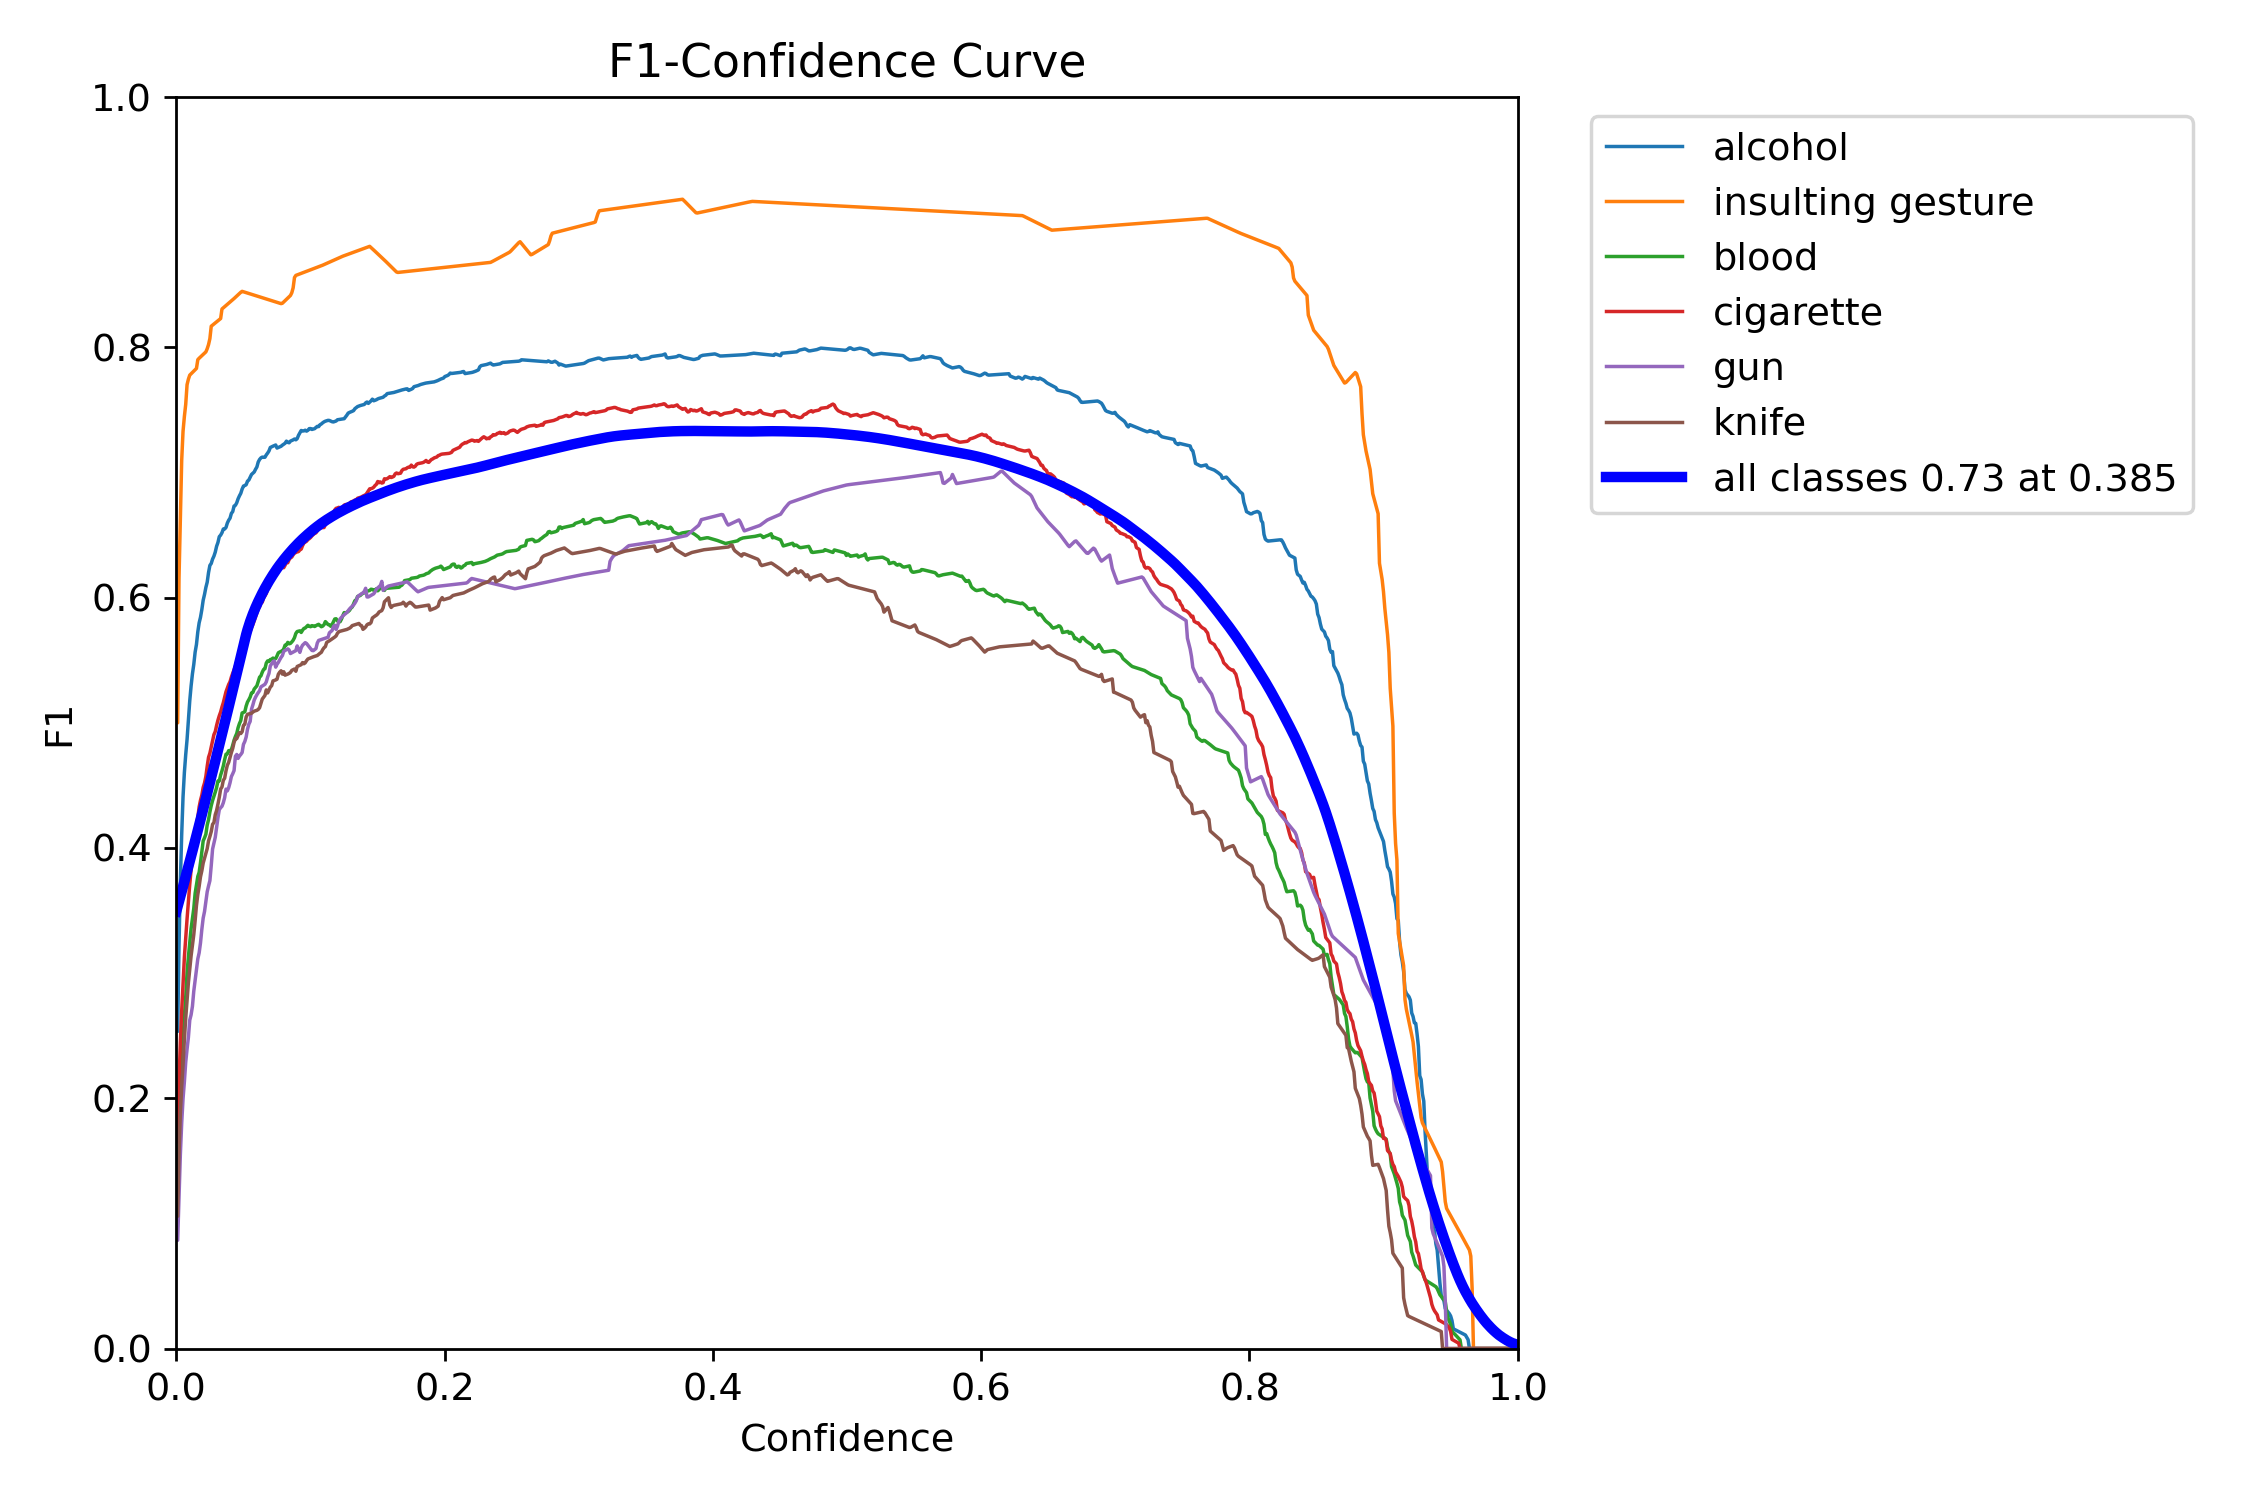 F1-Confidence Curve
1.0
0.8
0.6
0.4
0.2
0.0
F1
0.0 0.2 0.4 0.6 0.8 1.0
Confidence
alcohol
insulting gesture
blood
cigarette
gun
knife
all classes 0.73 at 0.385